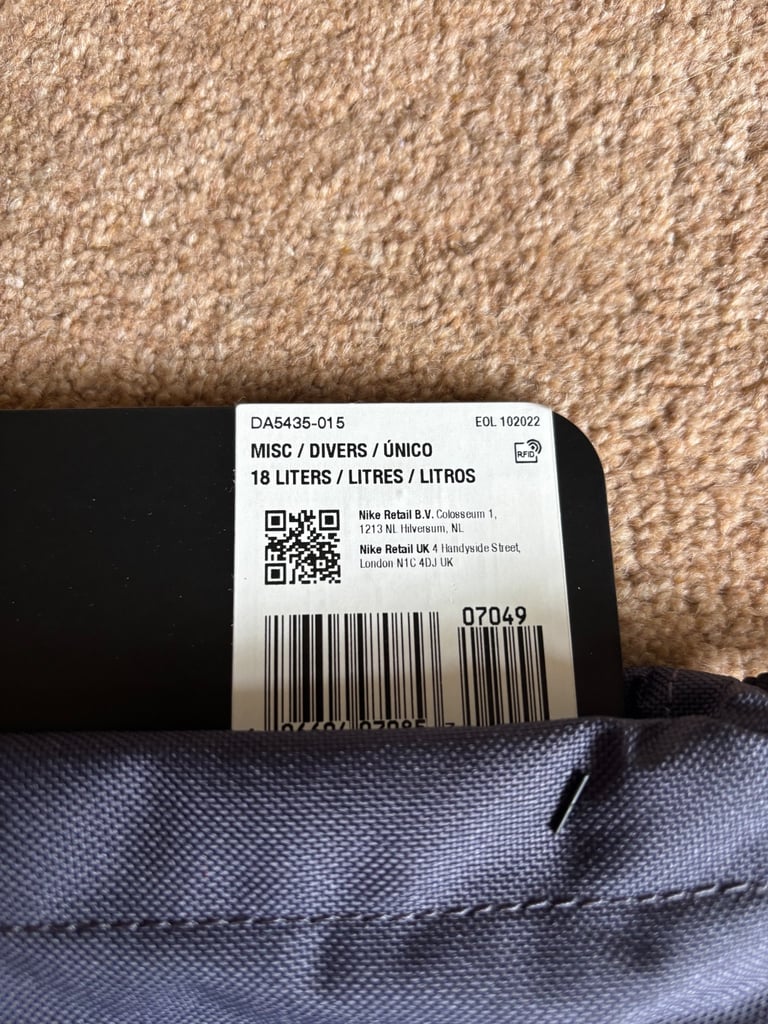 DA5435-015 EOL 102022
MISC / DIVERS / ÚNICO
RFID
18 LITERS / LITRES / LITROS
Nike Retail B.V. Colosseum 1,
1213 NL Hilversum, NL
Nike Retail UK 4 Handyside Street,
London N1C 4DJ UK
07049